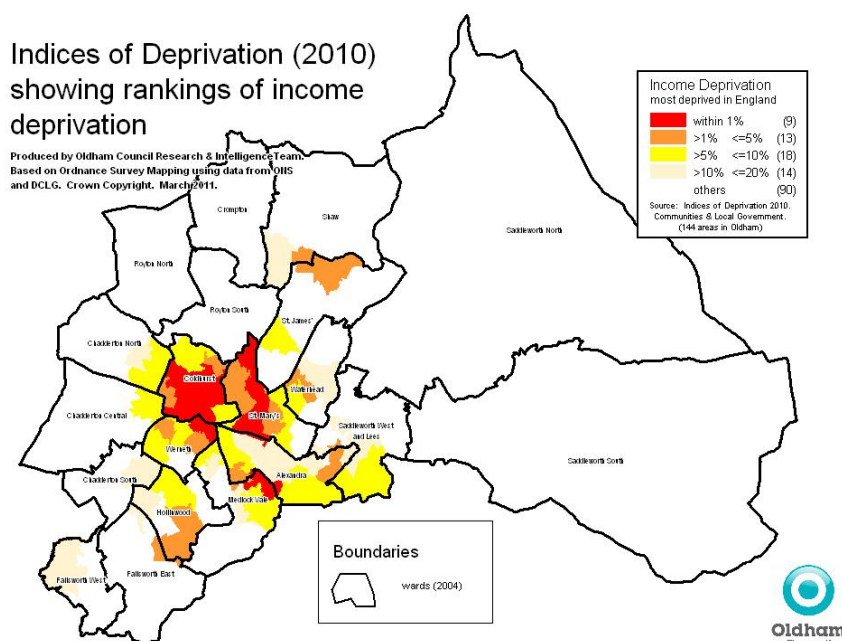 Indices of Deprivation (2010)
showing rankings of income
deprivation
Produced by Oldham Council Research & Intelligence Team.
Based on Ordnance Survey Mapping using data from ONS
and DCLG. Crown Copyright. March 2011.
Income Deprivation
most deprived in England
within 1% (9)
>1% <=5% (13)
>5% <=10% (18)
>10% <=20% (14)
others (90)
Source: Indices of Deprivation 2010.
Communities & Local Government.
(144 areas in Oldham)
Crompton
Shaw
Saddleworth North
Royton North
Royton South
St. James'
Chadderton North
Coldhurst
Waterhead
Chadderton Central
St. Mary's
Saddleworth West
and Lees
Werneth
Saddleworth South
Alexandra
Chadderton South
Medlock Vale
Hollinwood
Failsworth West
Failsworth East
Boundaries
wards (2004)
Oldham